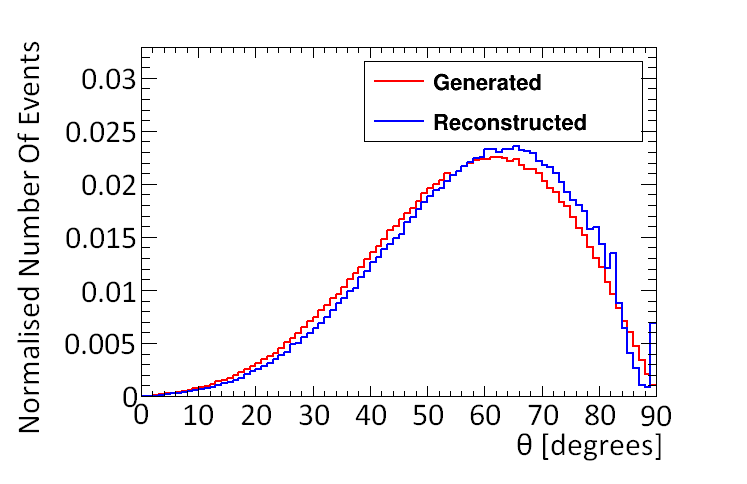 Normalised Number Of Events
0.03
0.025
0.02
0.015
0.01
0.005
0
Generated
Reconstructed
0 10 20 30 40 50 60 70 80 90
θ [degrees]